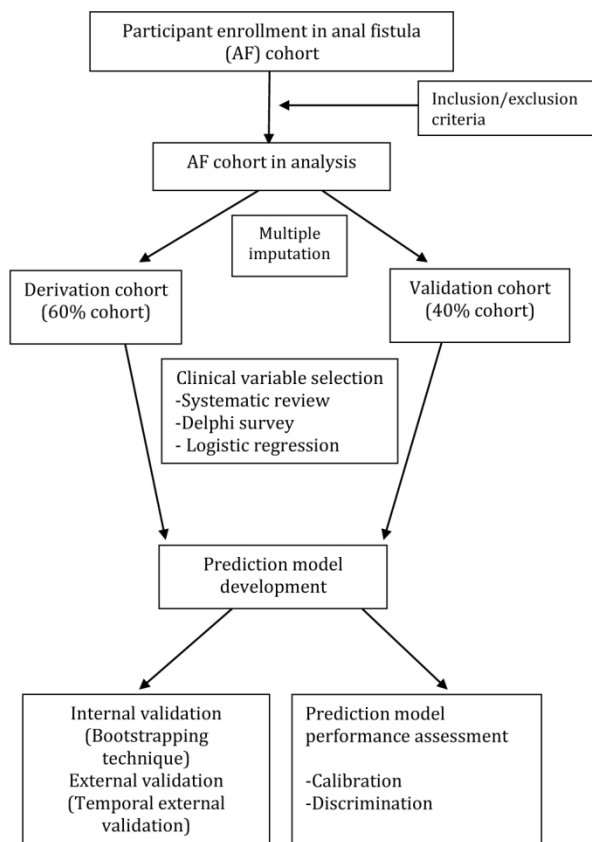 Participant enrollment in anal fistula
(AF) cohort
Inclusion/exclusion
criteria
AF cohort in analysis
Multiple
imputation
Derivation cohort
(60% cohort)
Validation cohort
(40% cohort)
Clinical variable selection
-Systematic review
-Delphi survey
- Logistic regression
Prediction model
development
Internal validation
(Bootstrapping
technique)
External validation
(Temporal external
validation)
Prediction model
performance assessment
-Calibration
-Discrimination